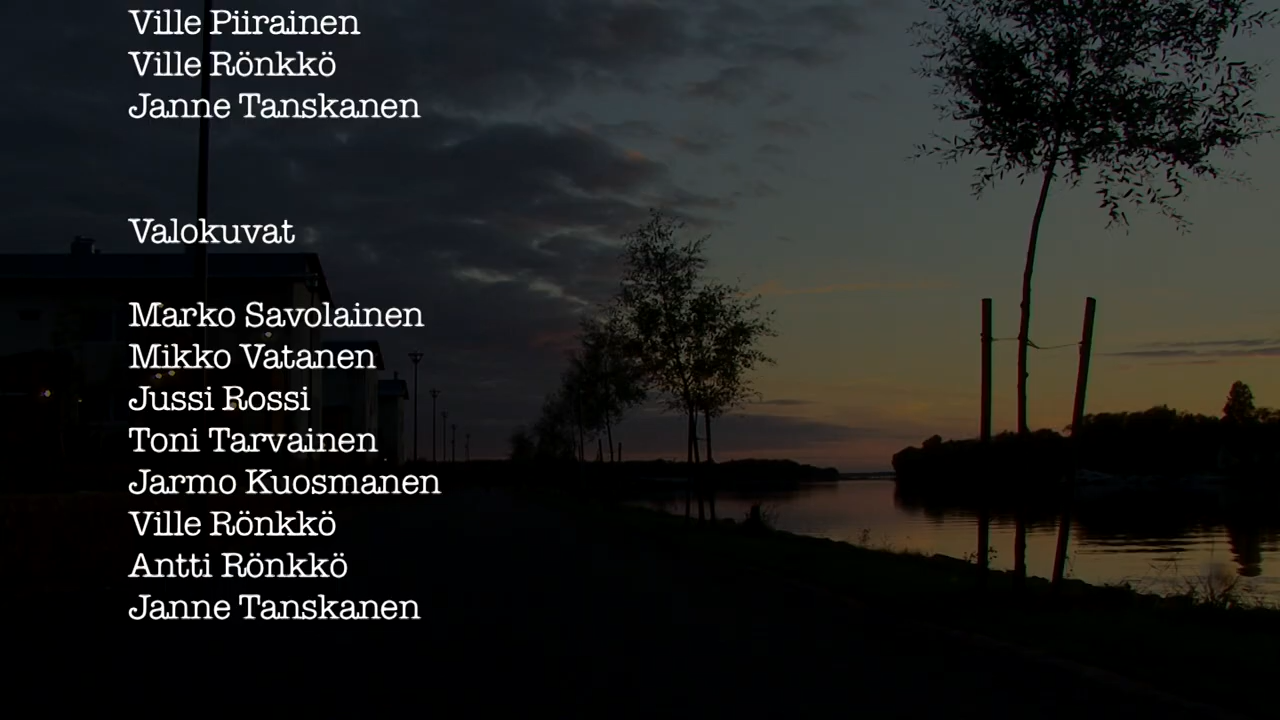 Ville Piirainen
Ville Rönkkö
Janne Tanskanen
Valokuvat
Marko Savolainen
Mikko Vatanen
Jussi Rossi
Toni Tarvainen
Jarmo Kuosmanen
Ville Rönkkö
Antti Rönkkö
Janne Tanskanen